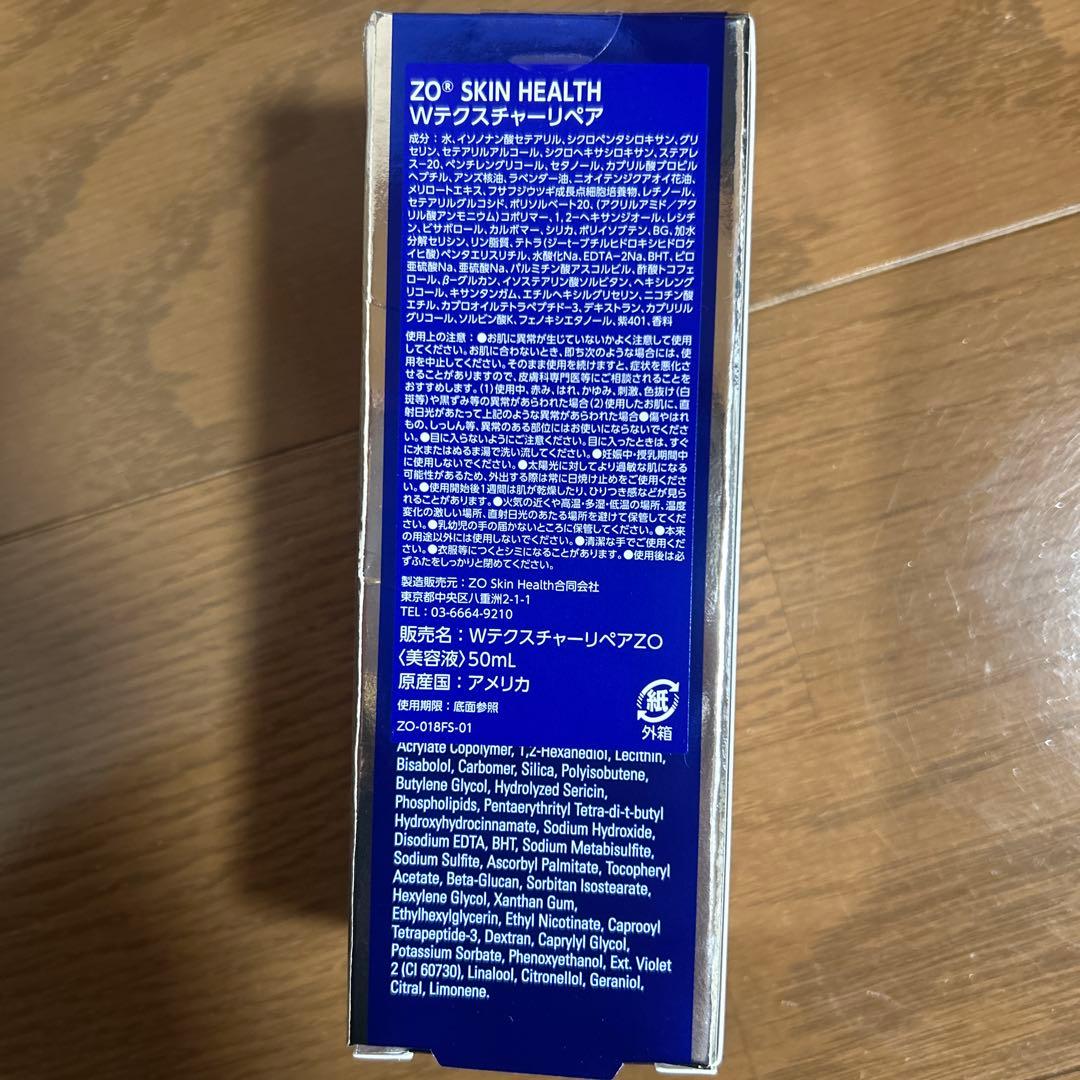 ZO® SKIN HEALTH
Wテクスチャーリペア
成分：水、イソノナン酸セテアリル、シクロペンタシロキサン、グリ
セリン、セテアリルアルコール、シクロヘキサシロキサン、ステアレ
ス-20、ペンチレングリコール、セタノール、カプリル酸プロピル
ヘプチル、アンズ核油、ラベンダー油、ニオイテンジクアオイ花油、
メリロートエキス、フサフジウツギ成長点細胞培養物、レチノール、
セテアリルグルコシド、ポリソルベート20、(アクリルアミド／アク
リル酸アンモニウム)コポリマー、1,2-ヘキサンジオール、レシチ
ン、ビサボロール、カルボマー、シリカ、ポリイソブテン、BG、加水
分解セリシン、リン脂質、テトラ(ジ-t-ブチルヒドロキシヒドロケ
イヒ酸)ペンタエリスリチル、水酸化Na、EDTA-2Na、BHT、ピロ
亜硫酸Na、亜硫酸Na、パルミチン酸アスコルビル、酢酸トコフェ
ロール、β-グルカン、イソステアリン酸ソルビタン、ヘキシレング
リコール、キサンタンガム、エチルヘキシルグリセリン、ニコチン酸
エチル、カプロオイルテトラペプチド-3、デキストラン、カプリリル
グリコール、ソルビン酸K、フェノキシエタノール、紫401、香料
使用上の注意：●お肌に異常が生じていないかよく注意して使用
してください。お肌に合わないとき、即ち次のような場合には、使
用を中止してください。そのまま使用を続けますと、症状を悪化さ
せることがありますので、皮膚科専門医等にご相談されることを
おすすめします。(1)使用中、赤み、はれ、かゆみ、刺激、色抜け(白
斑等)や黒ずみ等の異常があらわれた場合(2)使用したお肌に、直
射日光があたって上記のような異常があらわれた場合●傷やはれ
もの、しっしん等、異常のある部位にはお使いにならないでくださ
い。●目に入らないようにご注意ください。目に入ったときは、すぐ
に水またはぬるま湯で洗い流してください。●妊娠中・授乳期間中
に使用しないでください。●太陽光に対してより過敏な肌になる
可能性があるため、外出する際は常に日焼け止めをご使用くださ
い。●使用開始後1週間は肌が乾燥したり、ひりつき感などが見ら
れることがあります。●火気の近くや高温・多湿・低温の場所、温度
変化の激しい場所、直射日光のあたる場所を避けて保管してくだ
さい。●乳幼児の手の届かないところに保管してください。●本来
の用途以外には使用しないでください。●清潔な手でご使用くだ
さい。●衣服等につくとシミになることがあります。●使用後は必
ずふたをしっかりと閉めてください。
製造販売元：ZO Skin Health合同会社
東京都中央区八重洲2-1-1
TEL：03-6664-9210
販売名：WテクスチャーリペアZO
〈美容液〉50mL
原産国：アメリカ
使用期限：底面参照
紙
外箱
ZO-018FS-01
Acrylate Copolymer, 1,2-Hexanediol, Lecithin,
Bisabolol, Carbomer, Silica, Polyisobutene,
Butylene Glycol, Hydrolyzed Sericin,
Phospholipids, Pentaerythrityl Tetra-di-t-butyl
Hydroxyhydrocinnamate, Sodium Hydroxide,
Disodium EDTA, BHT, Sodium Metabisulfite,
Sodium Sulfite, Ascorbyl Palmitate, Tocopheryl
Acetate, Beta-Glucan, Sorbitan Isostearate,
Hexylene Glycol, Xanthan Gum,
Ethylhexylglycerin, Ethyl Nicotinate, Caprooyl
Tetrapeptide-3, Dextran, Caprylyl Glycol,
Potassium Sorbate, Phenoxyethanol, Ext. Violet
2 (CI 60730), Linalool, Citronellol, Geraniol,
Citral, Limonene.